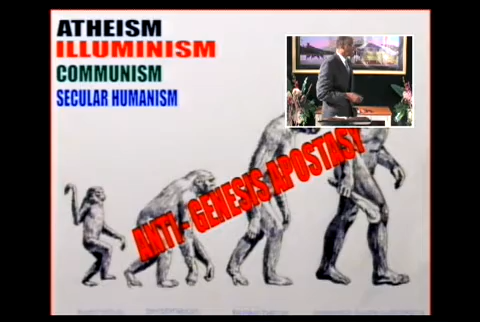 ATHEISM
ILLUMINISM
COMMUNISM
SECULAR HUMANISM
ANTI-GENESIS APOSTASY